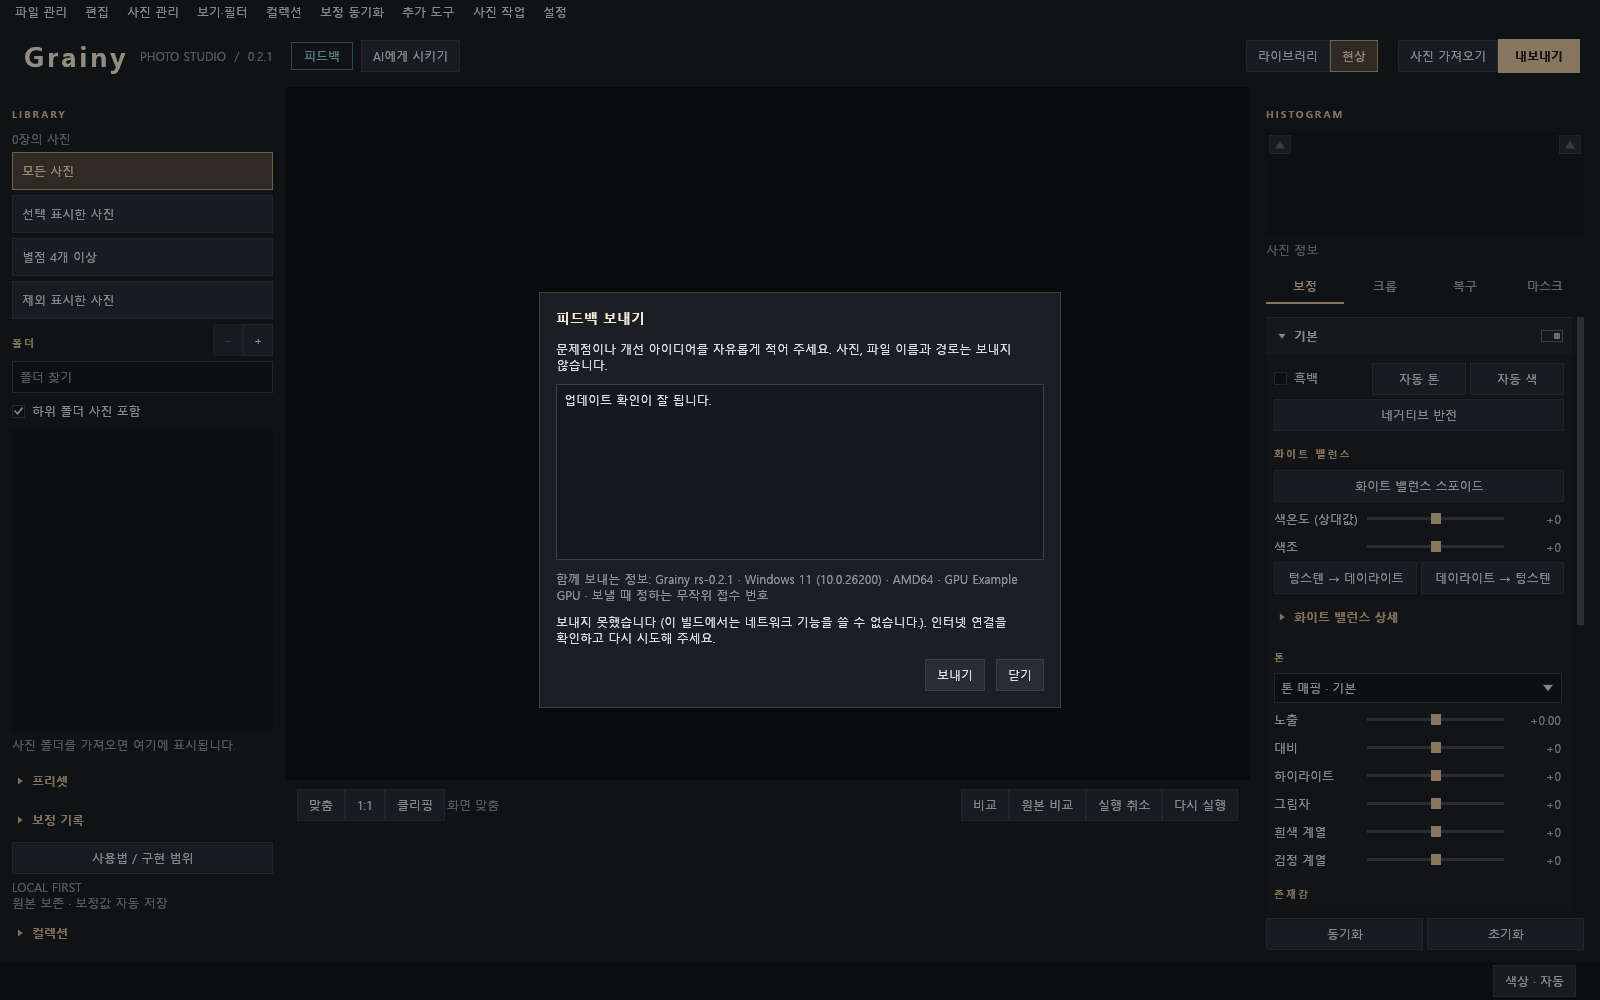 파일 관리 편집 사진 관리 보기·필터 컬렉션 보정 동기화 추가 도구 사진 작업 설정
Grainy PHOTO STUDIO / 0.2.1 피드백 AI에게 시키기 라이브러리 현상 사진 가져오기 내보내기
LIBRARY
0장의 사진
모든 사진
선택 표시한 사진
별점 4개 이상
제외 표시한 사진
폴더 − +
폴더 찾기
하위 폴더 사진 포함
사진 폴더를 가져오면 여기에 표시됩니다.
프리셋
보정 기록
사용법 / 구현 범위
LOCAL FIRST
원본 보존 · 보정값 자동 저장
컬렉션
피드백 보내기
문제점이나 개선 아이디어를 자유롭게 적어 주세요. 사진, 파일 이름과 경로는 보내지
않습니다.
업데이트 확인이 잘 됩니다.
함께 보내는 정보: Grainy rs-0.2.1 · Windows 11 (10.0.26200) · AMD64 · GPU Example
GPU · 보낼 때 정하는 무작위 접수 번호
보내지 못했습니다 (이 빌드에서는 네트워크 기능을 쓸 수 없습니다.). 인터넷 연결을
확인하고 다시 시도해 주세요.
보내기 닫기
맞춤 1:1 클리핑 화면 맞춤 비교 원본 비교 실행 취소 다시 실행
HISTOGRAM
사진 정보
보정 크롭 복구 마스크
기본
흑백 자동 톤 자동 색
네거티브 반전
화이트 밸런스
화이트 밸런스 스포이드
색온도 (상대값) +0
색조 +0
텅스텐 → 데이라이트 데이라이트 → 텅스텐
화이트 밸런스 상세
톤
톤 매핑 · 기본
노출 +0.00
대비 +0
하이라이트 +0
그림자 +0
흰색 계열 +0
검정 계열 +0
존재감
동기화 초기화
색상 · 자동